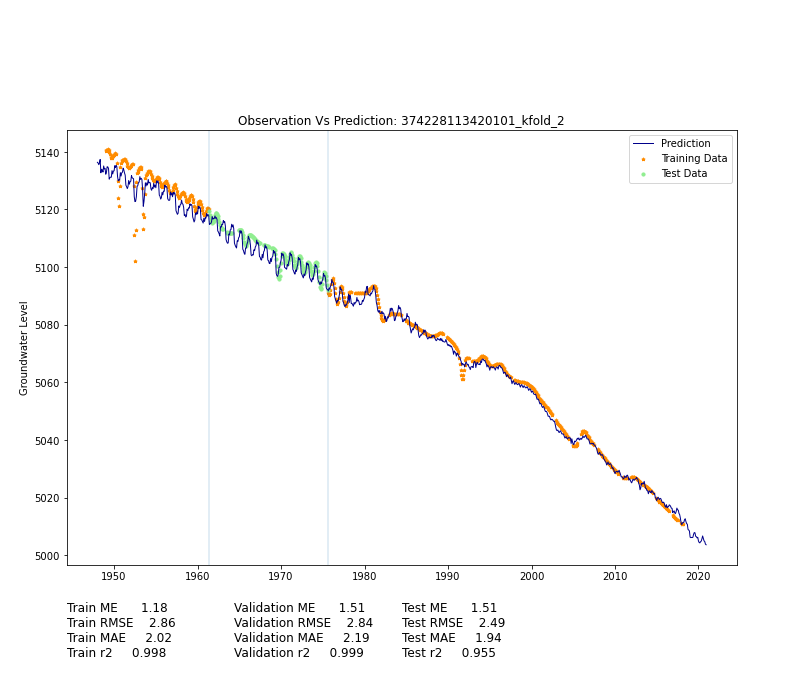 Observation Vs Prediction: 374228113420101_kfold_2
Prediction
Training Data
Test Data
Groundwater Level
5140
5120
5100
5080
5060
5040
5020
5000
1950 1960 1970 1980 1990 2000 2010 2020
Train ME 1.18 Validation ME 1.51 Test ME 1.51
Train RMSE 2.86 Validation RMSE 2.84 Test RMSE 2.49
Train MAE 2.02 Validation MAE 2.19 Test MAE 1.94
Train r2 0.998 Validation r2 0.999 Test r2 0.955